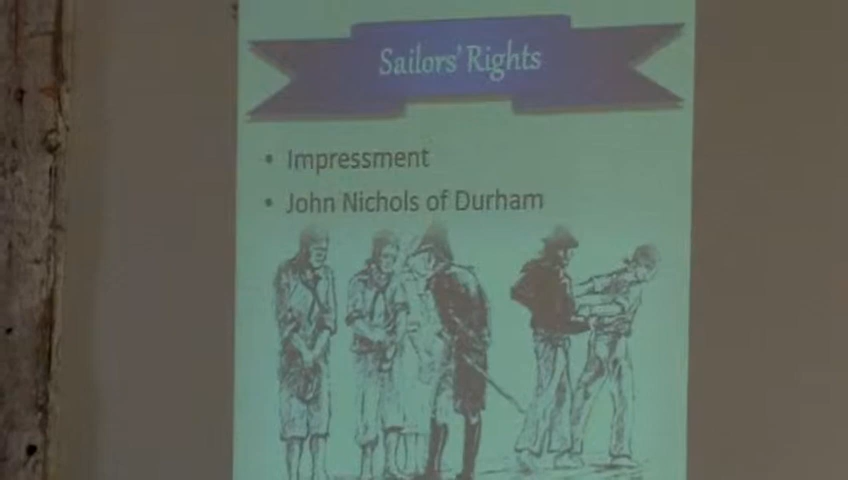 Sailors' Rights
• Impressment
• John Nichols of Durham